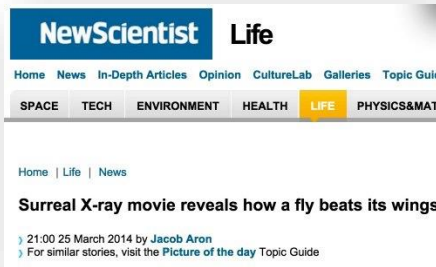 NewScientist Life
Home News In-Depth Articles Opinion CultureLab Galleries Topic
SPACE TECH ENVIRONMENT HEALTH LIFE
Home | Life | News
Surreal X-ray movie reveals how a fly beats its wings
21:00 25 March 2014 by Jacob Aron
For similar stories, visit the Picture of the day Topic Guide